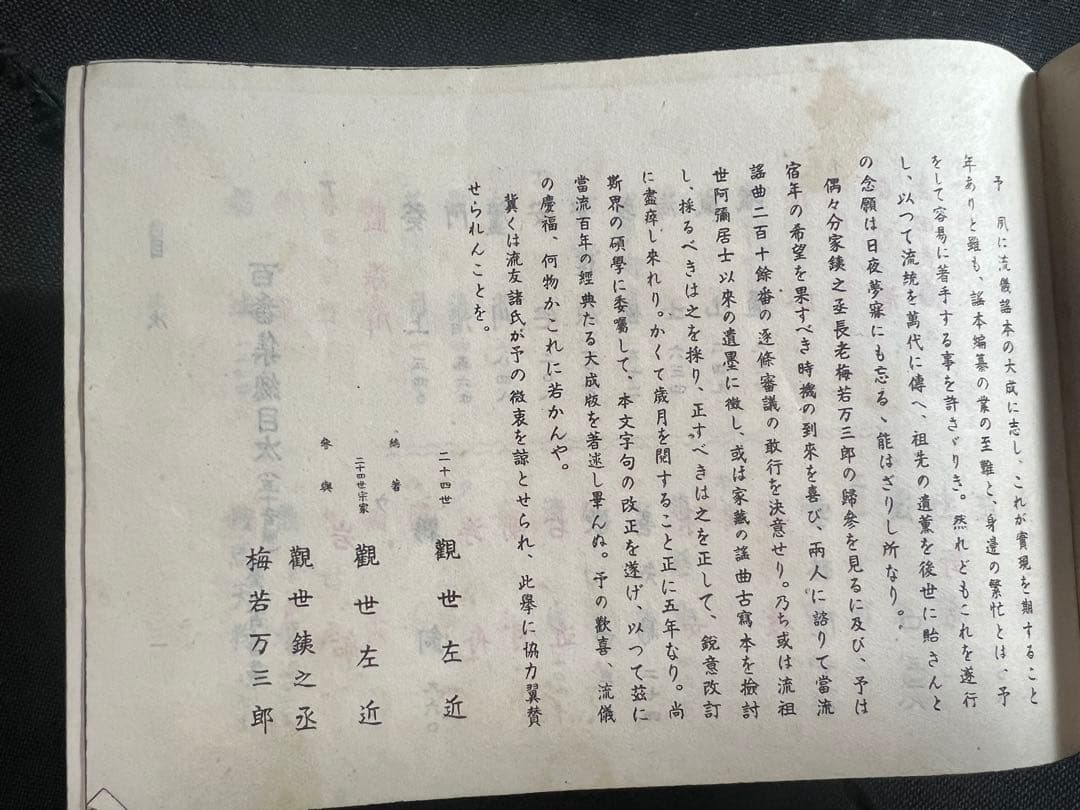 予、夙に流儀謠本の大成に志し、これが實現を期すること
年ありと雖も、謠本編纂の業の至難と、身邊の繁忙とは、予
をして容易に著手する事を許さゞりき。然れどもこれを遂行
し、以つて流統を萬代に傳へ、祖先の遺薫を後世に貽さんと
の念願は日夜夢寐にも忘るゝ能はざりし所なり。
偶々分家銕之丞長老梅若万三郎の歸參を見るに及び、予は
宿年の希望を果すべき時機の到來を喜び、兩人に諮りて當流
謠曲二百十餘番の逐條審議の敢行を決意せり。乃ち或は流祖
世阿彌居士以來の遺墨に徴し、或は家藏の謠曲古寫本を撿討
し、採るべきは之を採り、正すべきは之を正して、鋭意改訂
に盡瘁し來れり。かくて歳月を閲すること正に五年なり。尚
斯界の碩學に委囑して、本文字句の改正を遂げ、以つて茲に
當流百年の經典たる大成版を著述し畢んぬ。予の歡喜、流儀
の慶福、何物かこれに若かんや。
冀くは流友諸氏が予の微衷を諒とせられ、此擧に協力翼賛
せられんことを。
二十四世 觀世左近
總著
二十四世宗家 觀世左近
參與
觀世銕之丞
梅若万三郎
百番集總目次
目次
一